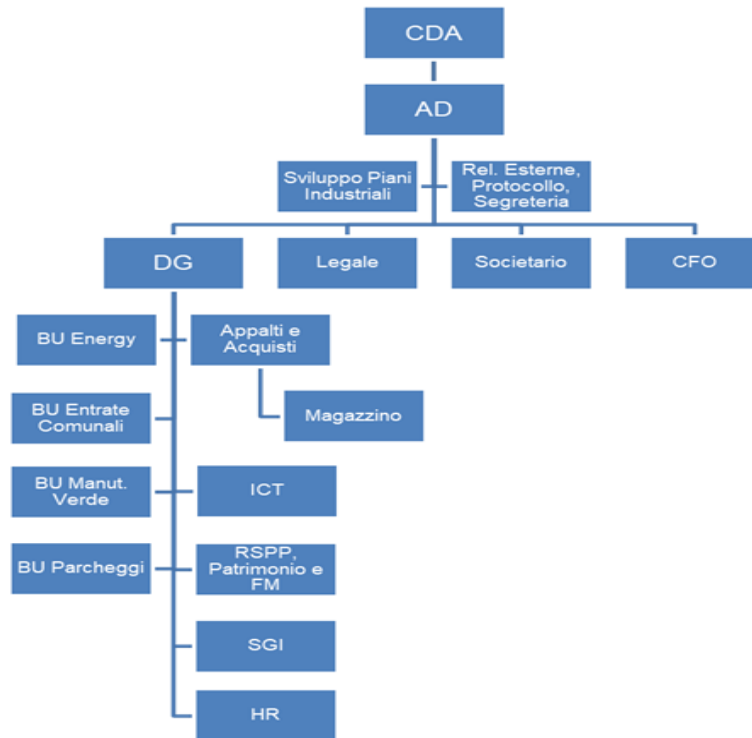 CDA
AD
Sviluppo Piani
Industriali
Rel. Esterne,
Protocollo,
Segreteria
DG
Legale
Societario
CFO
BU Energy
Appalti e
Acquisti
Magazzino
BU Entrate
Comunali
BU Manut.
Verde
ICT
BU Parcheggi
RSPP,
Patrimonio e
FM
SGI
HR